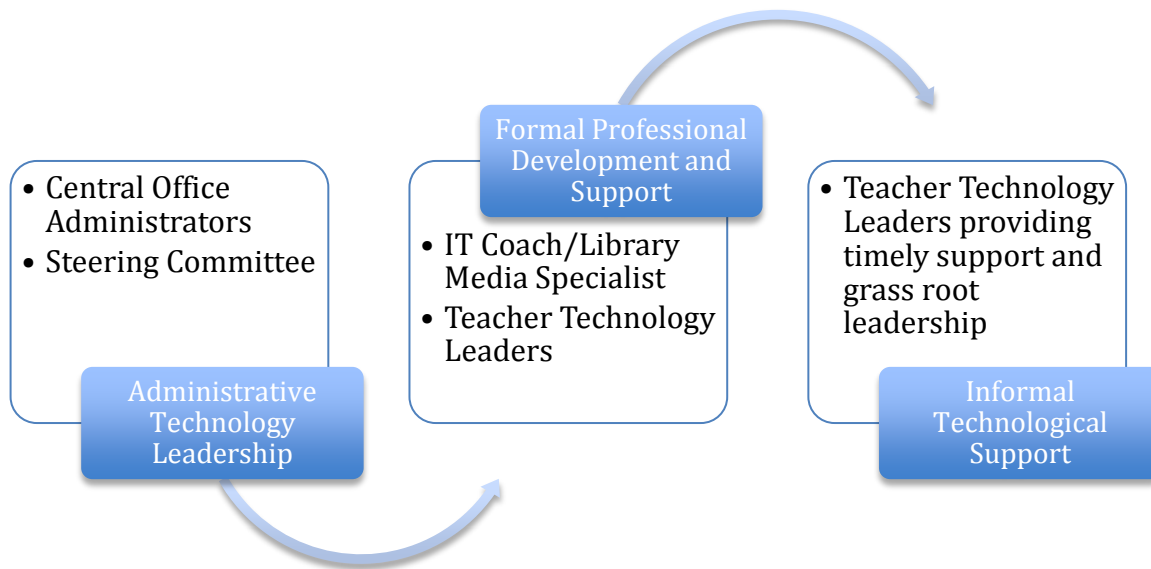 • Central Office
Administrators
• Steering Committee
Administrative
Technology
Leadership
Formal Professional
Development and
Support
• IT Coach/Library
Media Specialist
• Teacher Technology
Leaders
• Teacher Technology
Leaders providing
timely support and
grass root
leadership
Informal
Technological
Support